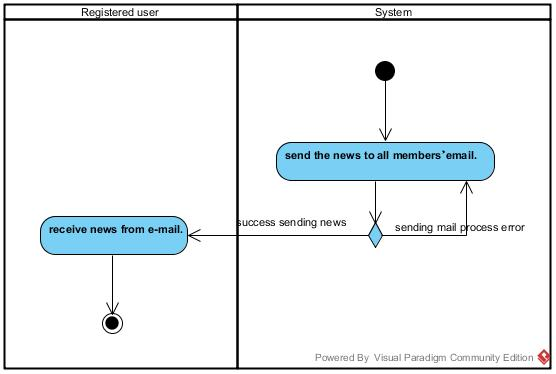 Registered user
System
send the news to all members'email.
success sending news
sending mail process error
receive news from e-mail.
Powered By Visual Paradigm Community Edition